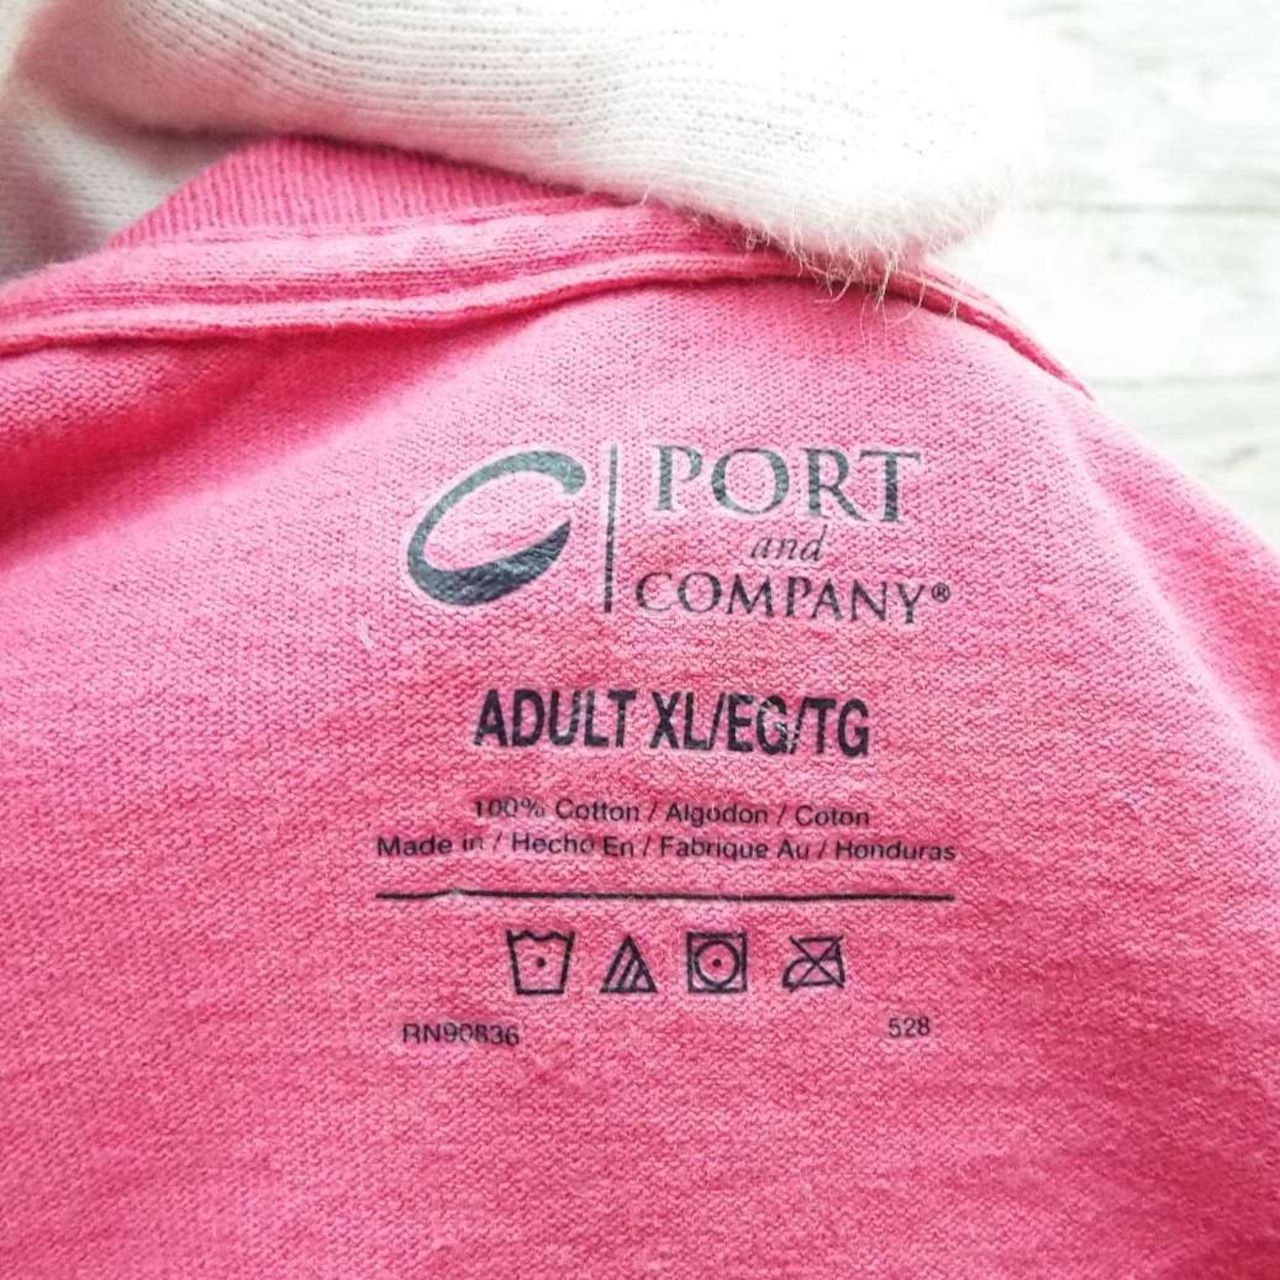 PORT
and
COMPANY®
ADULT XL/EG/TG
100% Cotton / Algodon / Coton
Made in / Hecho En / Fabrique Au / Honduras
RN90836
528